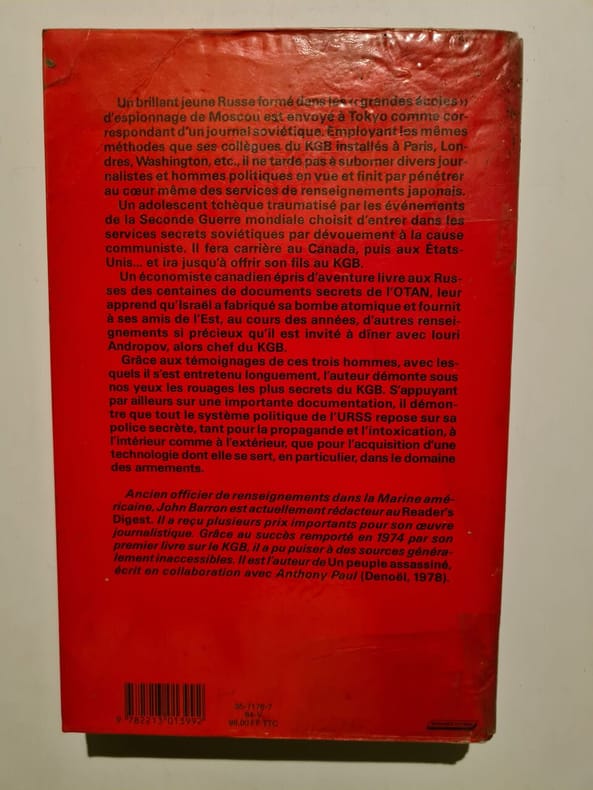 Un brillant jeune Russe formé dans les « grandes écoles »
d'espionnage de Moscou est envoyé à Tokyo comme cor-
respondant d'un journal soviétique. Employant les mêmes
méthodes que ses collègues du KGB installés à Paris, Lon-
dres, Washington, etc., il ne tarde pas à suborner divers jour-
nalistes et hommes politiques en vue et finit par pénétrer
au cœur même des services de renseignements japonais.
Un adolescent tchèque traumatisé par les événements
de la Seconde Guerre mondiale choisit d'entrer dans les
services secrets soviétiques par dévouement à la cause
communiste. Il fera carrière au Canada, puis aux États-
Unis... et ira jusqu'à offrir son fils au KGB.
Un économiste canadien épris d'aventure livre aux Rus-
ses des centaines de documents secrets de l'OTAN, leur
apprend qu'Israël a fabriqué sa bombe atomique et fournit
à ses amis de l'Est, au cours des années, d'autres rensei-
gnements si précieux qu'il est invité à dîner avec Iouri
Andropov, alors chef du KGB.
Grâce aux témoignages de ces trois hommes, avec les-
quels il s'est entretenu longuement, l'auteur démonte sous
nos yeux les rouages les plus secrets du KGB. S'appuyant
par ailleurs sur une importante documentation, il démon-
tre que tout le système politique de l'URSS repose sur sa
police secrète, tant pour la propagande et l'intoxication, à
l'intérieur comme à l'extérieur, que pour l'acquisition d'une
technologie dont elle se sert, en particulier, dans le domaine
des armements.
Ancien officier de renseignements dans la Marine amé-
ricaine, John Barron est actuellement rédacteur au Reader's
Digest. Il a reçu plusieurs prix importants pour son œuvre
journalistique. Grâce au succès remporté en 1974 par son
premier livre sur le KGB, il a pu puiser à des sources généra-
lement inaccessibles. Il est l'auteur de Un peuple assassiné,
écrit en collaboration avec Anthony Paul (Denoël, 1978).
35-7178-7
84-V
98,00 FF TTC
9 782213 013992